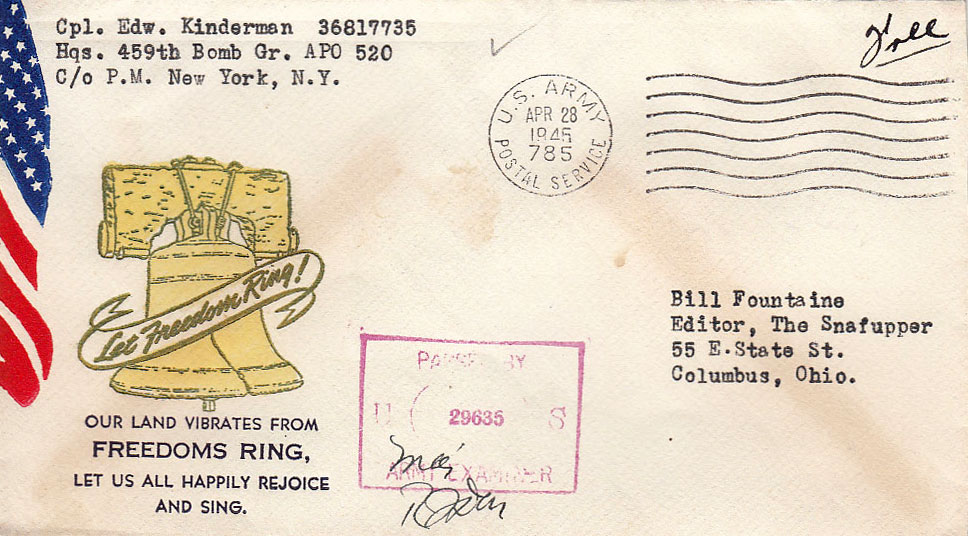 Cpl. Edw. Kinderman 36817735
Hqs. 459th Bomb Gr. APO 520
C/o P.M. New York, N.Y.
Free
U.S. ARMY
APR 28
1945
785
POSTAL SERVICE
Let Freedom Ring!
OUR LAND VIBRATES FROM
FREEDOMS RING,
LET US ALL HAPPILY REJOICE
AND SING.
PASSED BY
U S
29635
ARMY EXAMINER
Bill Fountaine
Editor, The Snafupper
55 E.State St.
Columbus, Ohio.